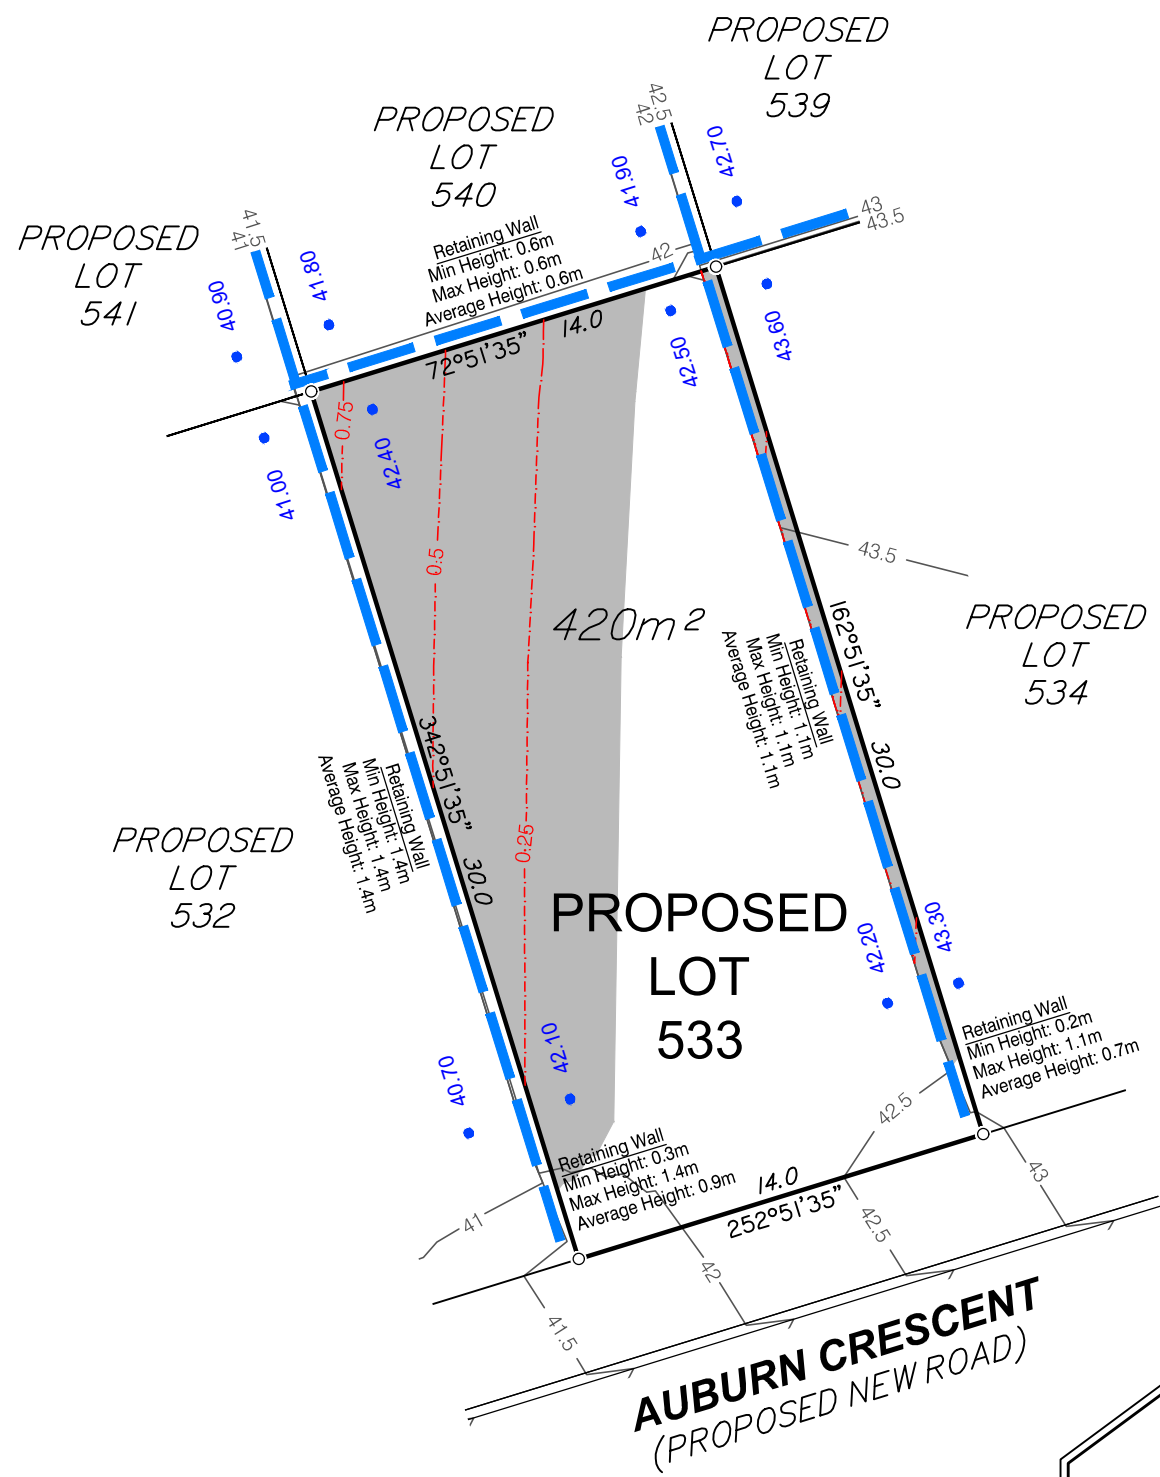 PROPOSED
LOT
539
PROPOSED
LOT
540
PROPOSED
LOT
541
42.5
42
42.70
41.90
43
43.5
41.5
41
41.80
40.90
Retaining Wall
Min Height: 0.6m
Max Height: 0.6m
Average Height: 0.6m
42
14.0
72°51'35"
42.50
43.60
0.75
42.40
41.00
0.5
43.5
420m²
162°51'35"
30.0
Retaining Wall
Min Height: 1.1m
Max Height: 1.1m
Average Height: 1.1m
PROPOSED
LOT
534
342°51'35"
30.0
Retaining Wall
Min Height: 1.4m
Max Height: 1.4m
Average Height: 1.4m
PROPOSED
LOT
532
0.25
PROPOSED
LOT
533
42.20
43.30
42.10
40.70
Retaining Wall
Min Height: 0.2m
Max Height: 1.1m
Average Height: 0.7m
42.5
Retaining Wall
Min Height: 0.3m
Max Height: 1.4m
Average Height: 0.9m
14.0
252°51'35"
41
43
42.5
42
41.5
AUBURN CRESCENT
(PROPOSED NEW ROAD)